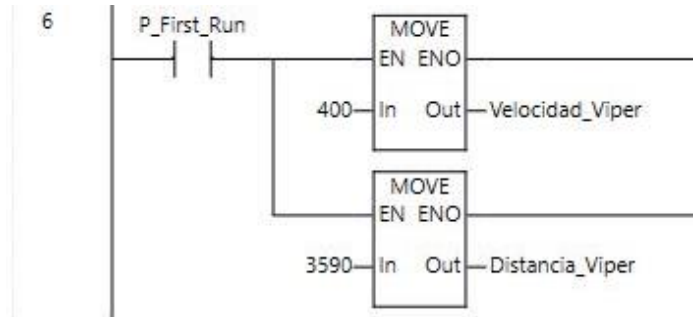 6
P_First_Run
MOVE
EN ENO
400 In Out Velocidad_Viper
MOVE
EN ENO
3590 In Out Distancia_Viper